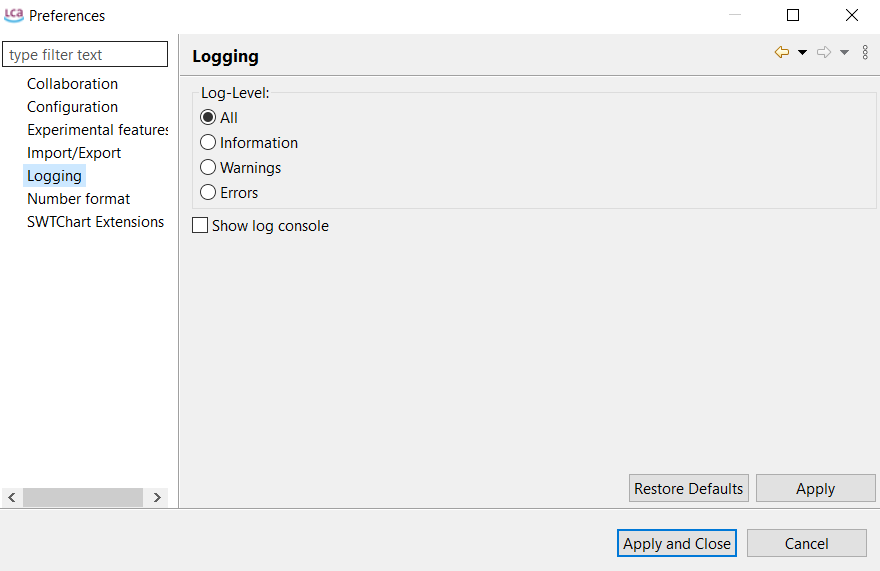 LCA Preferences
type filter text
Collaboration
Configuration
Experimental features
Import/Export
Logging
Number format
SWTChart Extensions
Logging
Log-Level:
All
Information
Warnings
Errors
Show log console
Restore Defaults
Apply
Apply and Close
Cancel